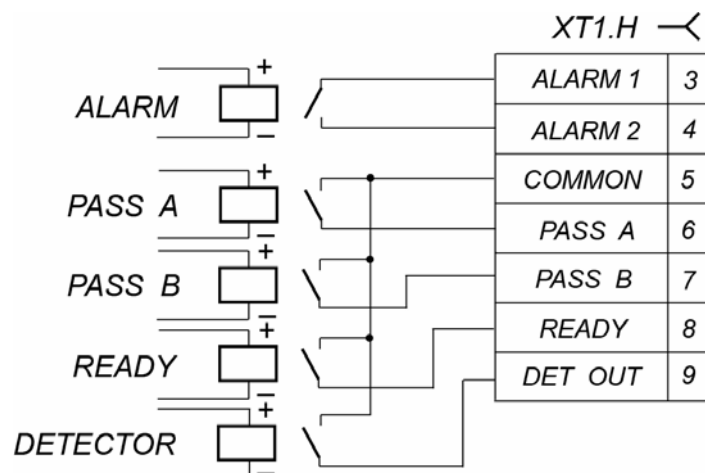 XT1.H
+
ALARM
−
ALARM 1 3
ALARM 2 4
+
PASS A
−
COMMON 5
PASS A 6
+
PASS B
−
PASS B 7
+
READY
−
READY 8
+
DETECTOR
−
DET OUT 9